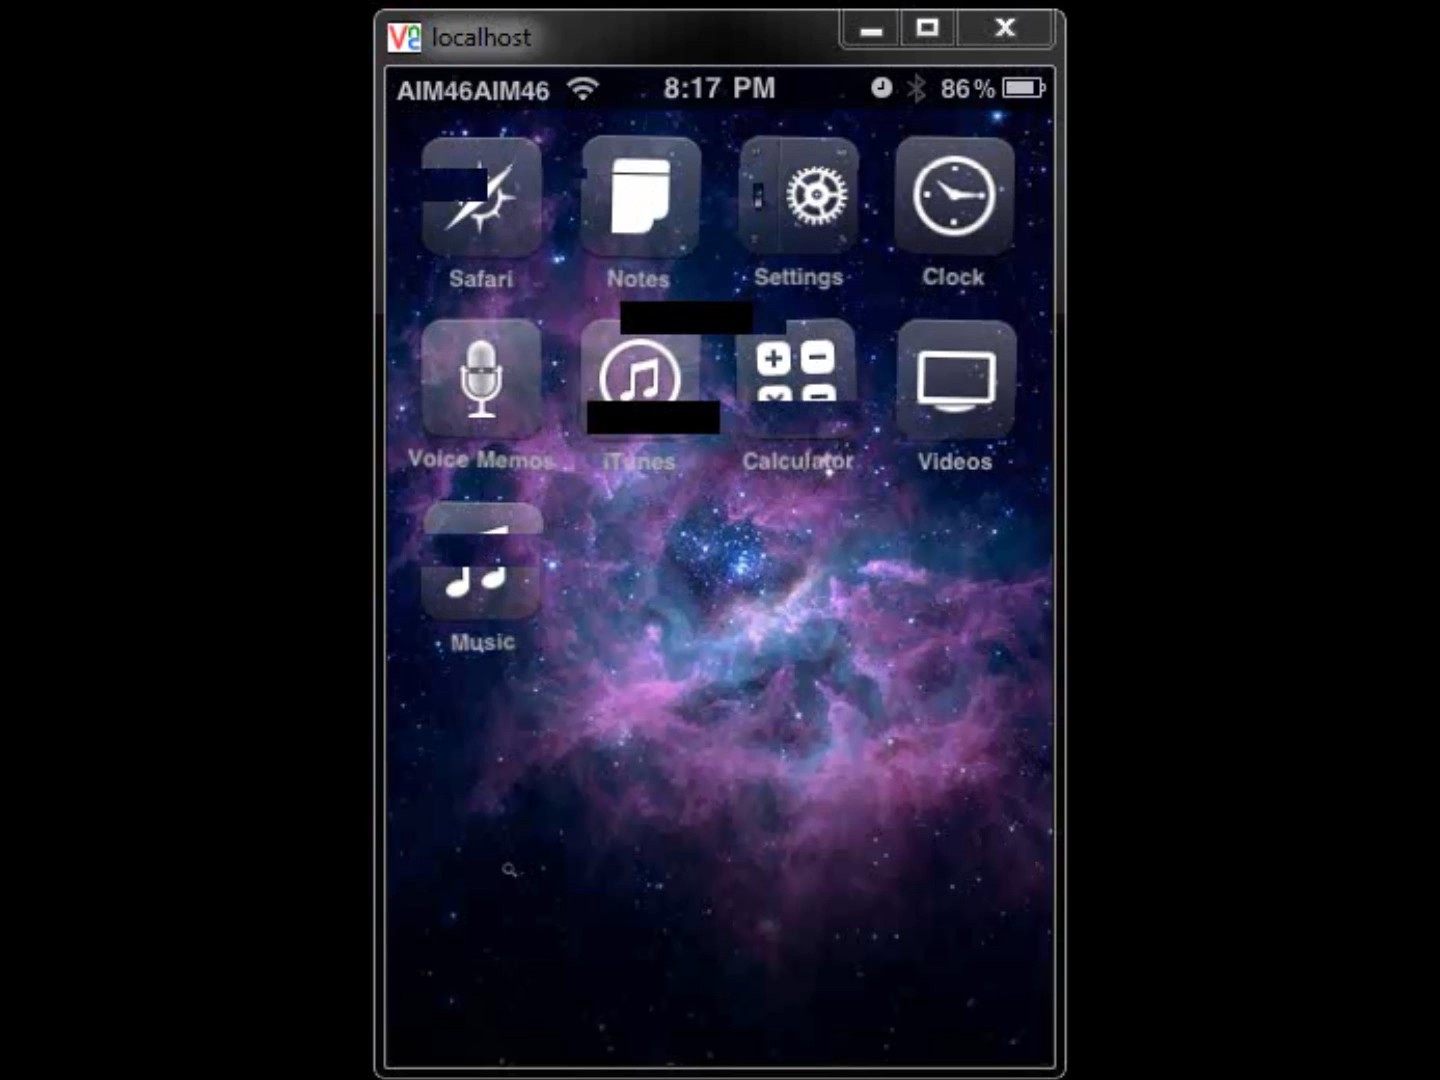 localhost
AIM46AIM46 8:17 PM 86%
Safari Notes Settings Clock
Voice Memos iTunes Calculator Videos
Music